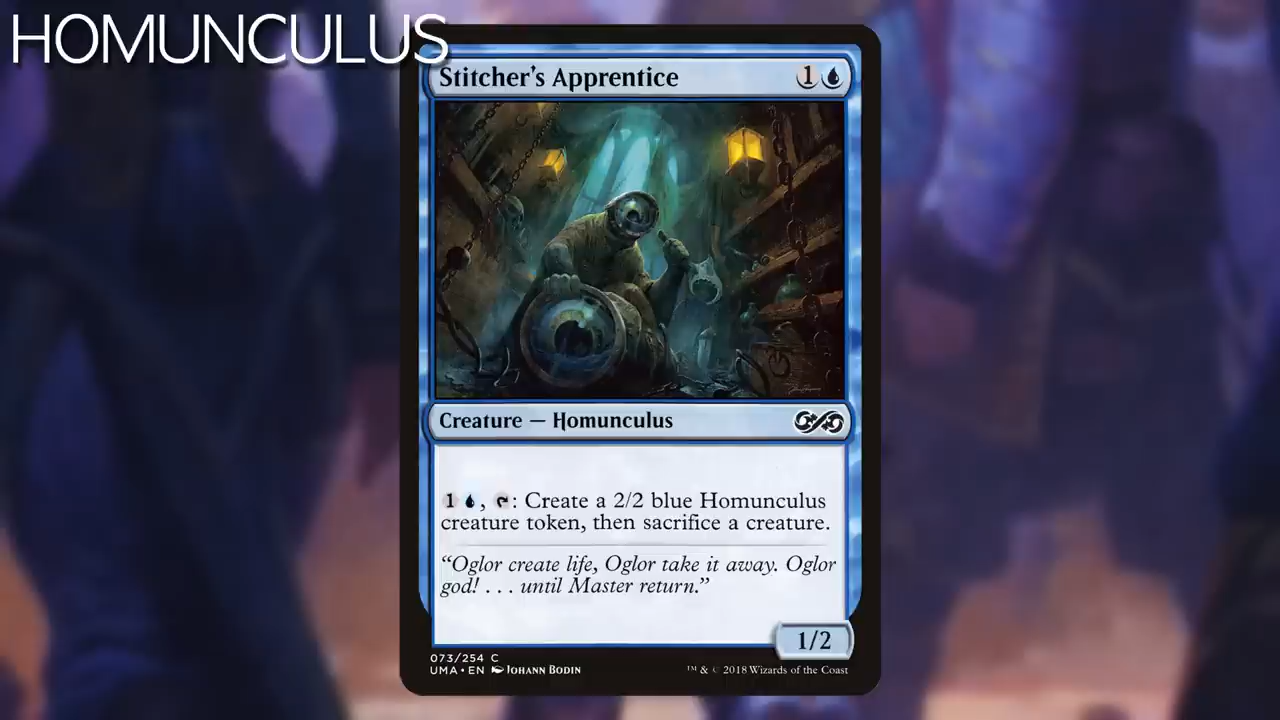 HOMUNCULUS
Stitcher's Apprentice 1
Creature — Homunculus
1, : Create a 2/2 blue Homunculus
creature token, then sacrifice a creature.
“Oglor create life, Oglor take it away. Oglor
god! . . . until Master return.”
1/2
073/254 C
UMA • EN Johann Bodin ™ & © 2018 Wizards of the Coast